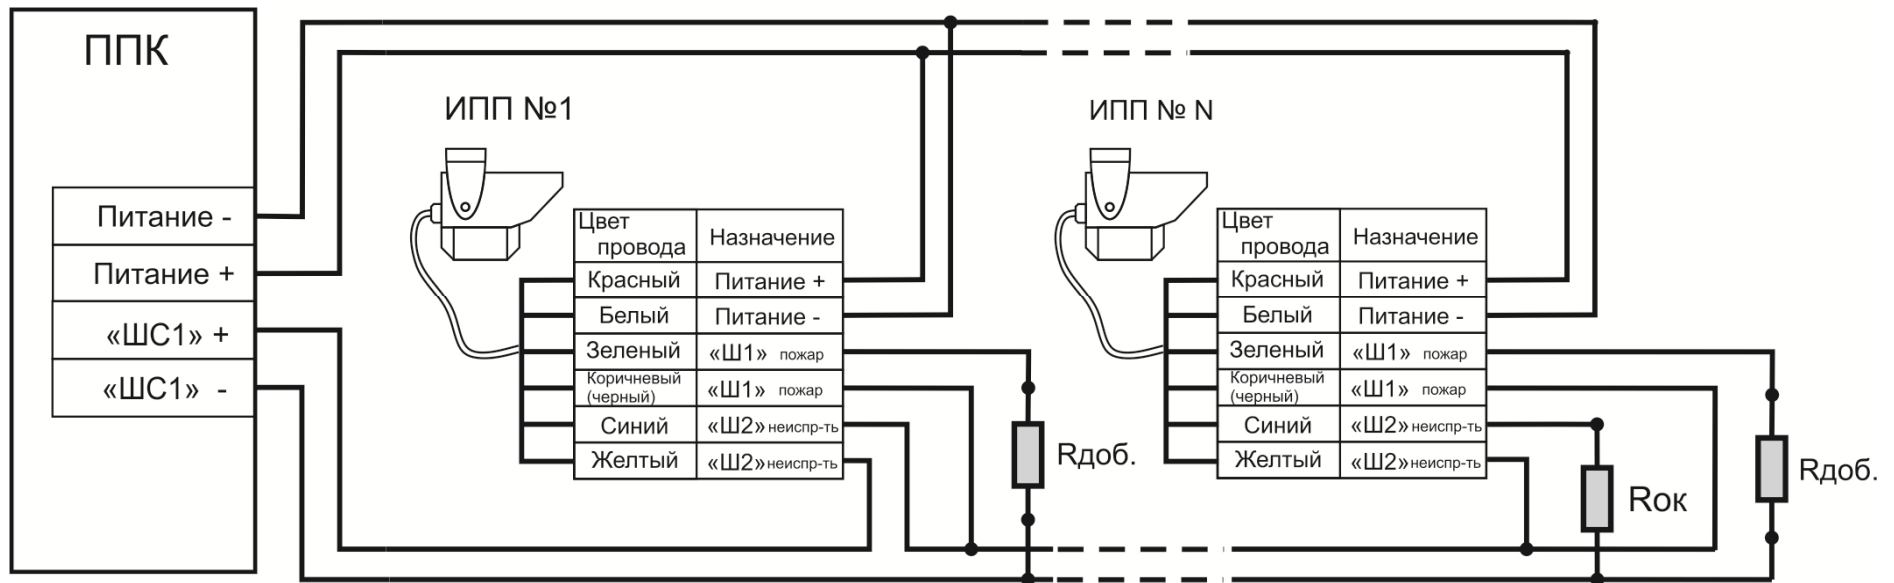 ППК
Питание -
Питание +
«ШС1» +
«ШС1» -
ИПП №1
Цвет провода Назначение
Красный Питание +
Белый Питание -
Зеленый «Ш1» пожар
Коричневый (черный) «Ш1» пожар
Синий «Ш2» неиспр-ть
Желтый «Ш2» неиспр-ть
Rдоб.
ИПП № N
Цвет провода Назначение
Красный Питание +
Белый Питание -
Зеленый «Ш1» пожар
Коричневый (черный) «Ш1» пожар
Синий «Ш2» неиспр-ть
Желтый «Ш2» неиспр-ть
Rок
Rдоб.